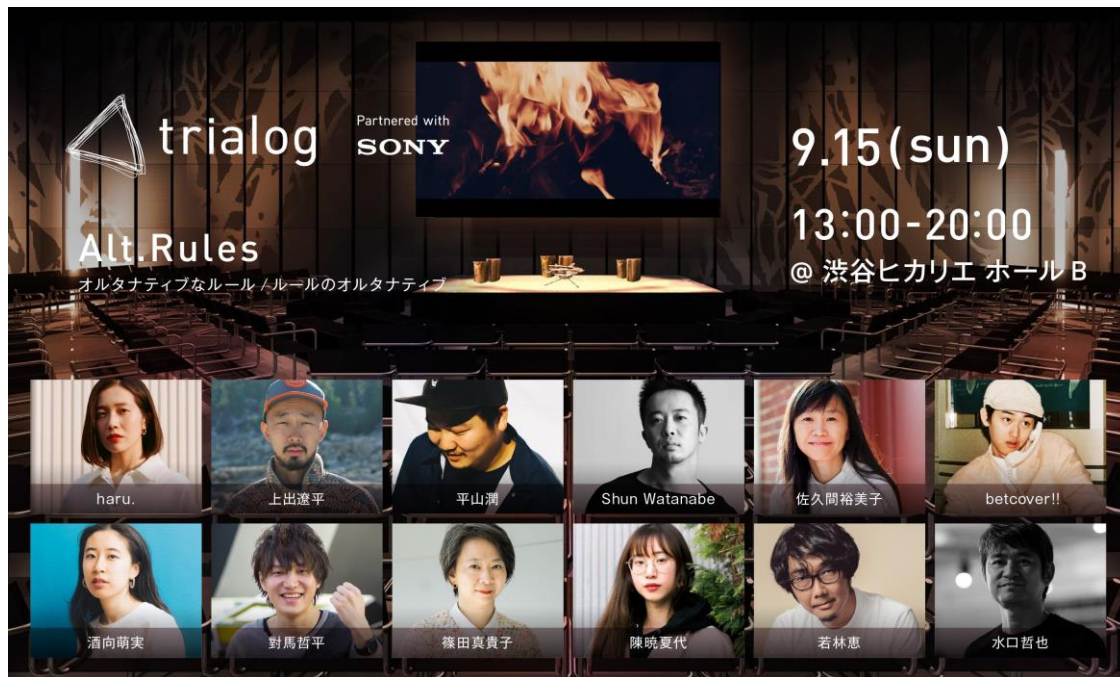 trialog
Partnered with
SONY
9.15(sun)
13:00-20:00
@ 渋谷ヒカリエ ホール B
Alt.Rules
オルタナティブなルール / ルールのオルタナティブ
haru.
上出遼平
平山潤
Shun Watanabe
佐久間裕美子
betcover!!
酒向萌実
對馬哲平
篠田真貴子
陳暁夏代
若林恵
水口哲也